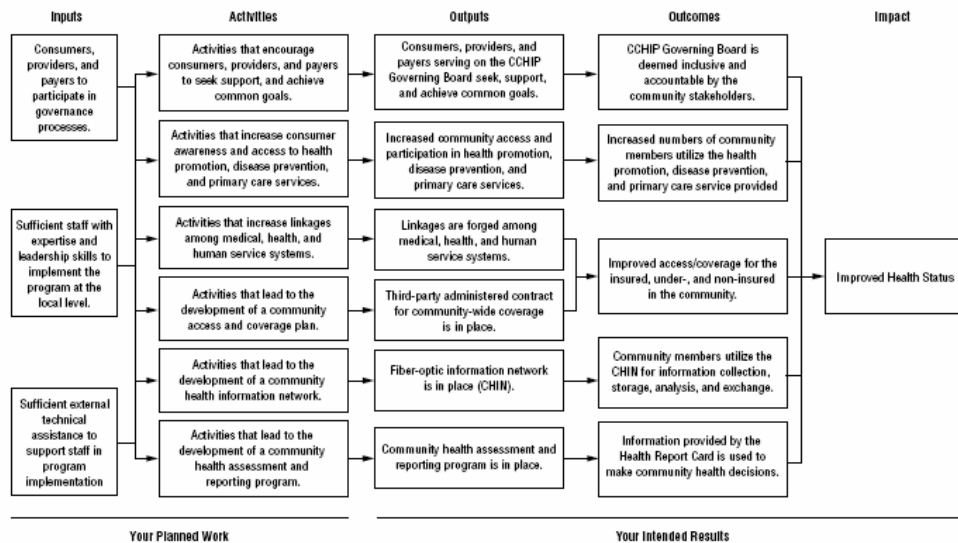 Inputs
Activities
Outputs
Outcomes
Impact
Consumers,
providers, and
payers to
participate in
governance
processes.
Sufficient staff with
expertise and
leadership skills to
implement the
program at the
local level.
Sufficient external
technical
assistance to
support staff in
program
implementation
Activities that encourage
consumers, providers, and payers
to seek support, and achieve
common goals.
Activities that increase consumer
awareness and access to health
promotion, disease prevention,
and primary care services.
Activities that increase linkages
among medical, health, and
human service systems.
Activities that lead to the
development of a community
access and coverage plan.
Activities that lead to the
development of a community
health information network.
Activities that lead to the
development of a community
health assessment and
reporting program.
Consumers, providers, and
payers serving on the CCHIP
Governing Board seek, support,
and achieve common goals.
Increased community access and
participation in health promotion,
disease prevention, and
primary care services.
Linkages are forged among
medical, health, and human
service systems.
Third-party administered contract
for community-wide coverage
is in place.
Fiber-optic information network
is in place (CHIN).
Community health assessment and
reporting program is in place.
CCHIP Governing Board is
deemed inclusive and
accountable by the
community stakeholders.
Increased numbers of community
members utilize the health
promotion, disease prevention,
and primary care service provided
Improved access/coverage for the
insured, under-, and non-insured
in the community.
Community members utilize the
CHIN for information collection,
storage, analysis, and exchange.
Information provided by the
Health Report Card is used to
make community health decisions.
Improved Health Status
Your Planned Work
Your Intended Results